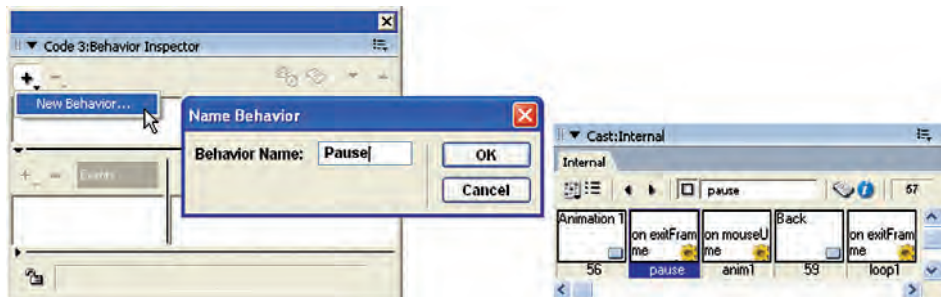 Code 3:Behavior Inspector
New Behavior...
Events
Name Behavior
Behavior Name: Pause
OK
Cancel
Cast:Internal
Internal
pause
57
Animation 1
on exitFram
me
on mouseU
me
Back
on exitFram
me
56
pause
anim1
59
loop1